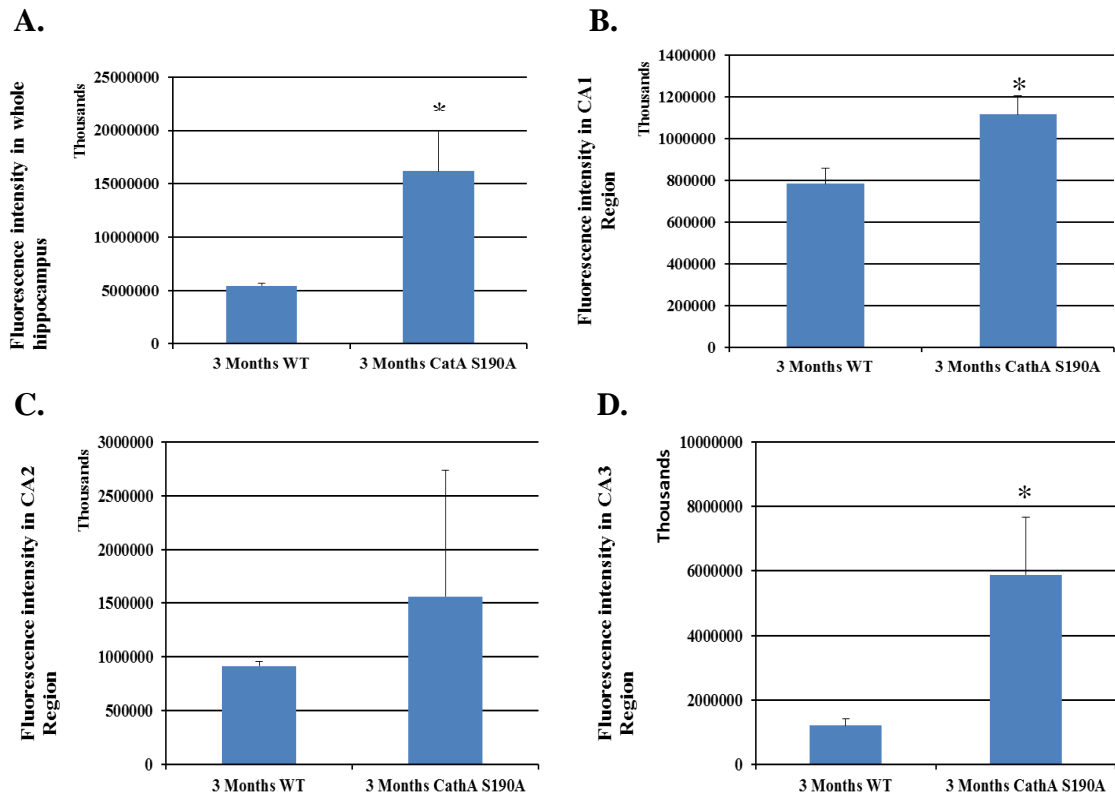 A.
Fluorescence intensity in whole
hippocampus
Thousands
25000000
20000000
15000000
10000000
5000000
0
*
3 Months WT
3 Months CatA S190A
B.
Fluorescence intensity in CA1
Region
Thousands
1400000
1200000
1000000
800000
600000
400000
200000
0
*
3 Months WT
3 Months CathA S190A
C.
Fluorescence intensity in CA2
Region
Thousands
3000000
2500000
2000000
1500000
1000000
500000
0
3 Months WT
3 Months CathA S190A
D.
Fluorescence intensity in CA3
Region
Thousands
10000000
8000000
6000000
4000000
2000000
0
*
3 Months WT
3 Months CathA S190A